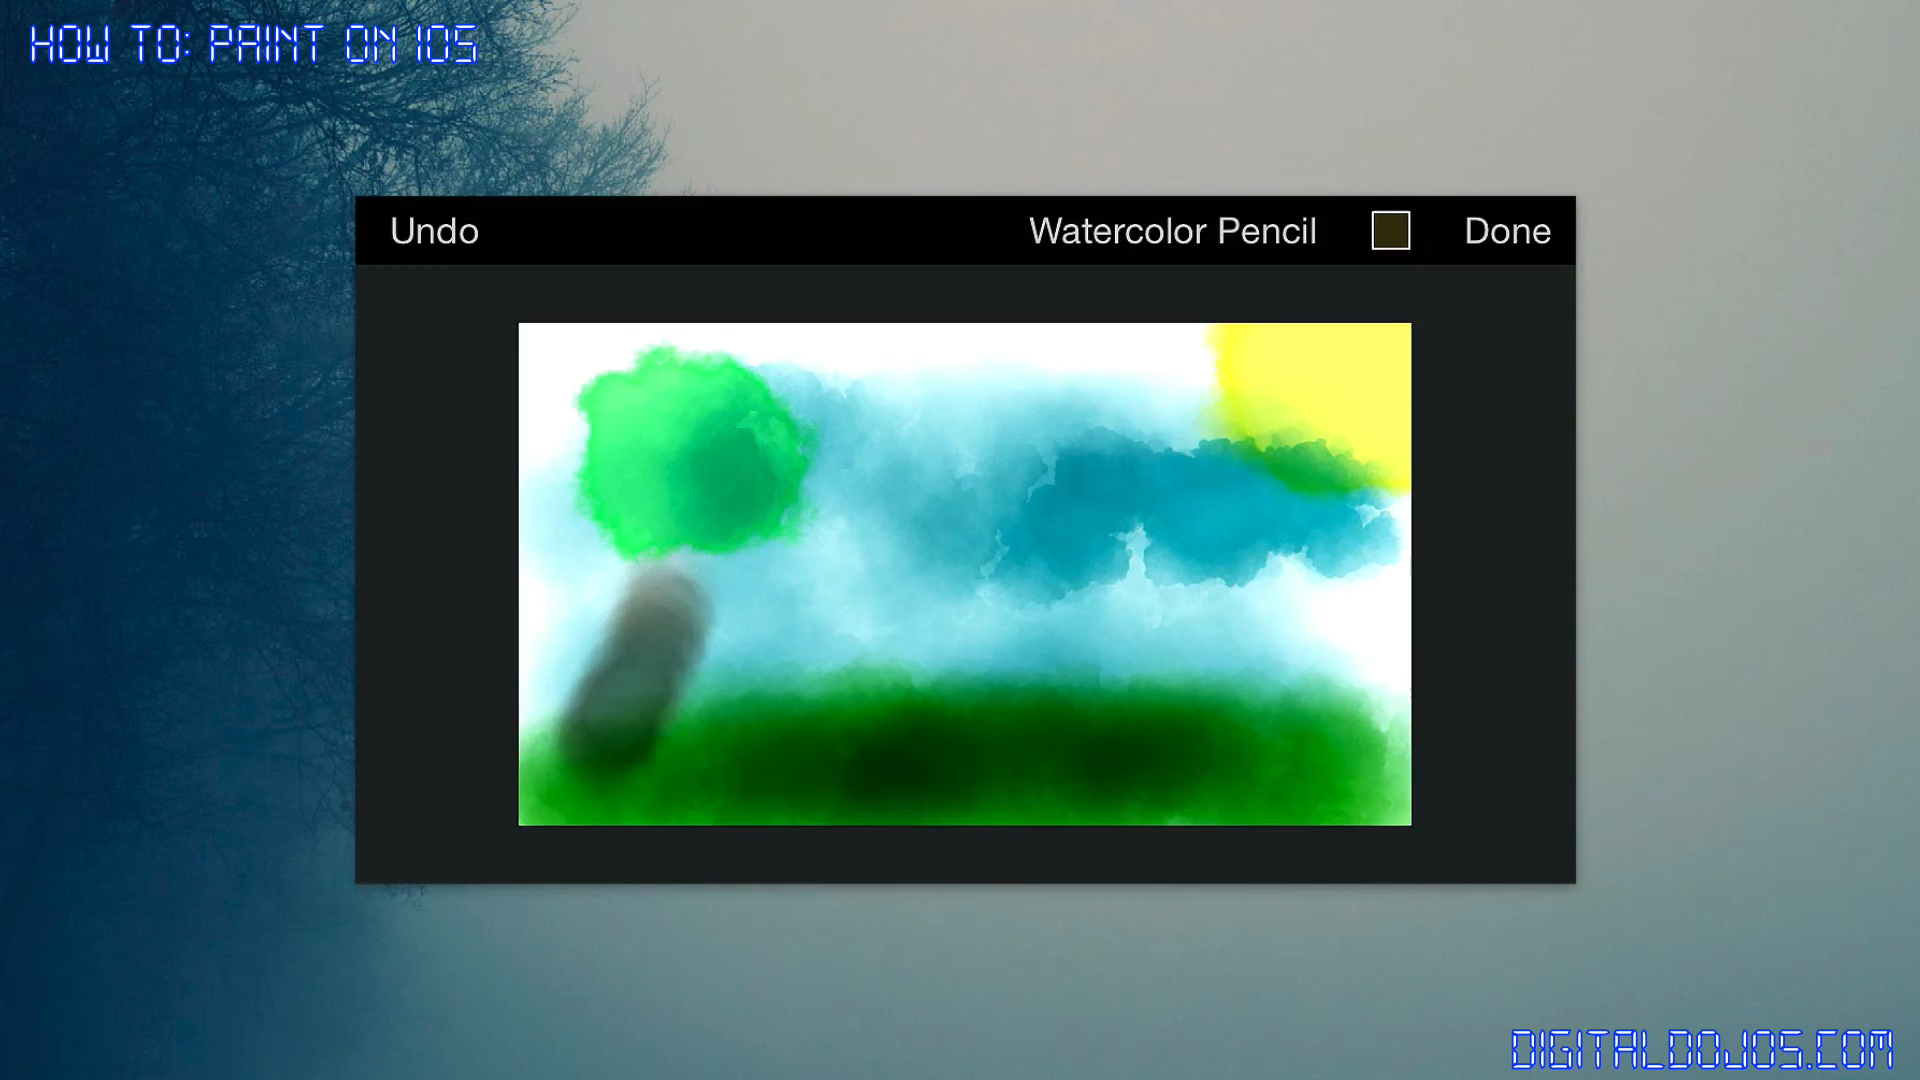 HOW TO: PAINT ON IOS
Undo
Watercolor Pencil
Done
DIGITALDOJOS.COM